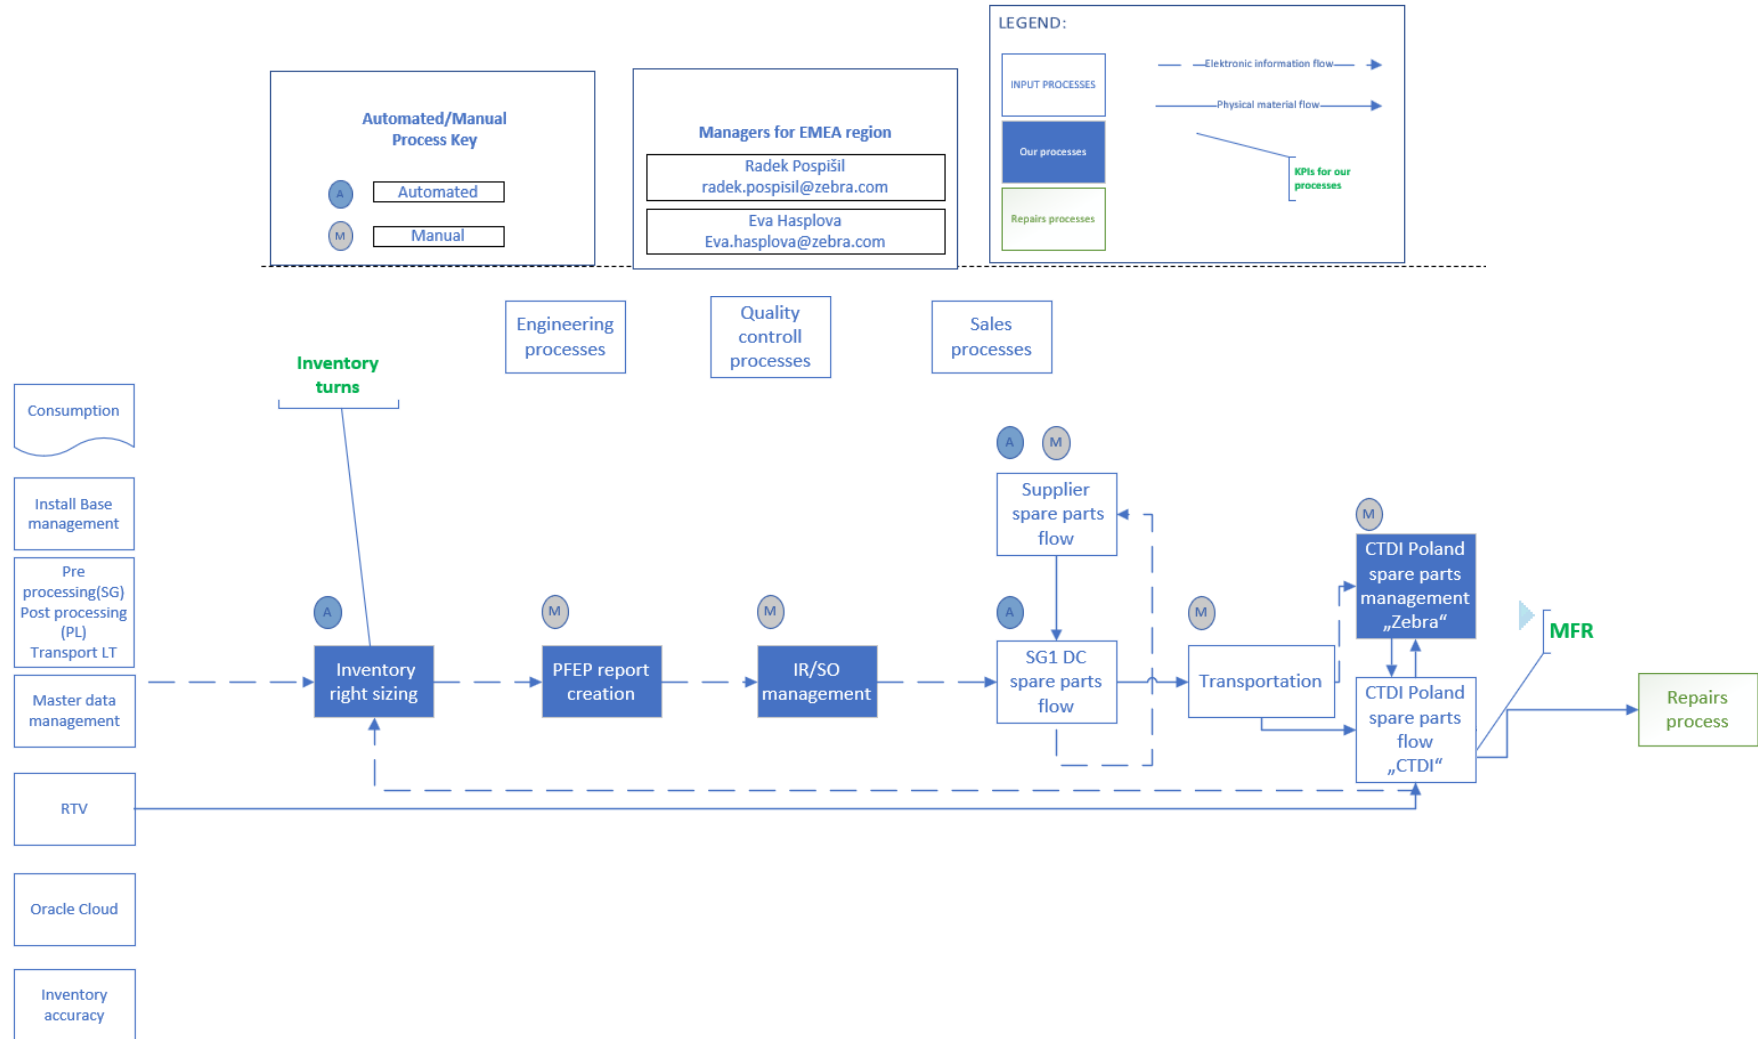 LEGEND:
INPUT PROCESSES
Elektronic information flow
Physical material flow
Our processes
KPIs for our
processes
Repairs processes
Automated/Manual
Process Key
A
Automated
M
Manual
Managers for EMEA region
Radek Pospišil
radek.pospisil@zebra.com
Eva Hasplova
Eva.hasplova@zebra.com
Engineering
processes
Quality
controll
processes
Sales
processes
Inventory
turns
Consumption
Install Base
management
Pre
processing(SG)
Post processing
(PL)
Transport LT
Master data
management
RTV
Oracle Cloud
Inventory
accuracy
A
Inventory
right sizing
M
PFEP report
creation
M
IR/SO
management
A
M
Supplier
spare parts
flow
A
SG1 DC
spare parts
flow
M
Transportation
M
CTDI Poland
spare parts
management
„Zebra“
CTDI Poland
spare parts
flow
„CTDI“
MFR
Repairs
process